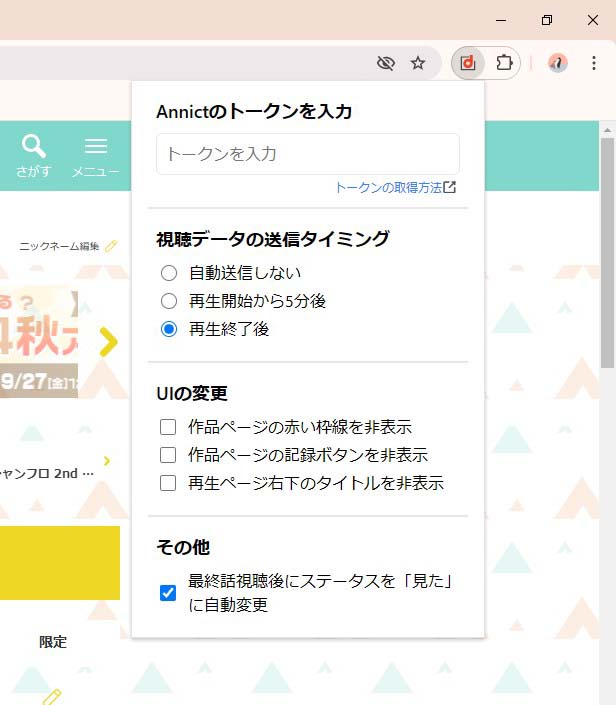 Annictのトークンを入力
トークンを入力
トークンの取得方法
さがす
メニュー
視聴データの送信タイミング
自動送信しない
再生開始から5分後
再生終了後
ニックネーム編集
る?
4秋
9/27[金]
UIの変更
作品ページの赤い枠線を非表示
作品ページの記録ボタンを非表示
再生ページ右下のタイトルを非表示
ャンフロ 2nd …
その他
最終話視聴後にステータスを「見た」
に自動変更
限定